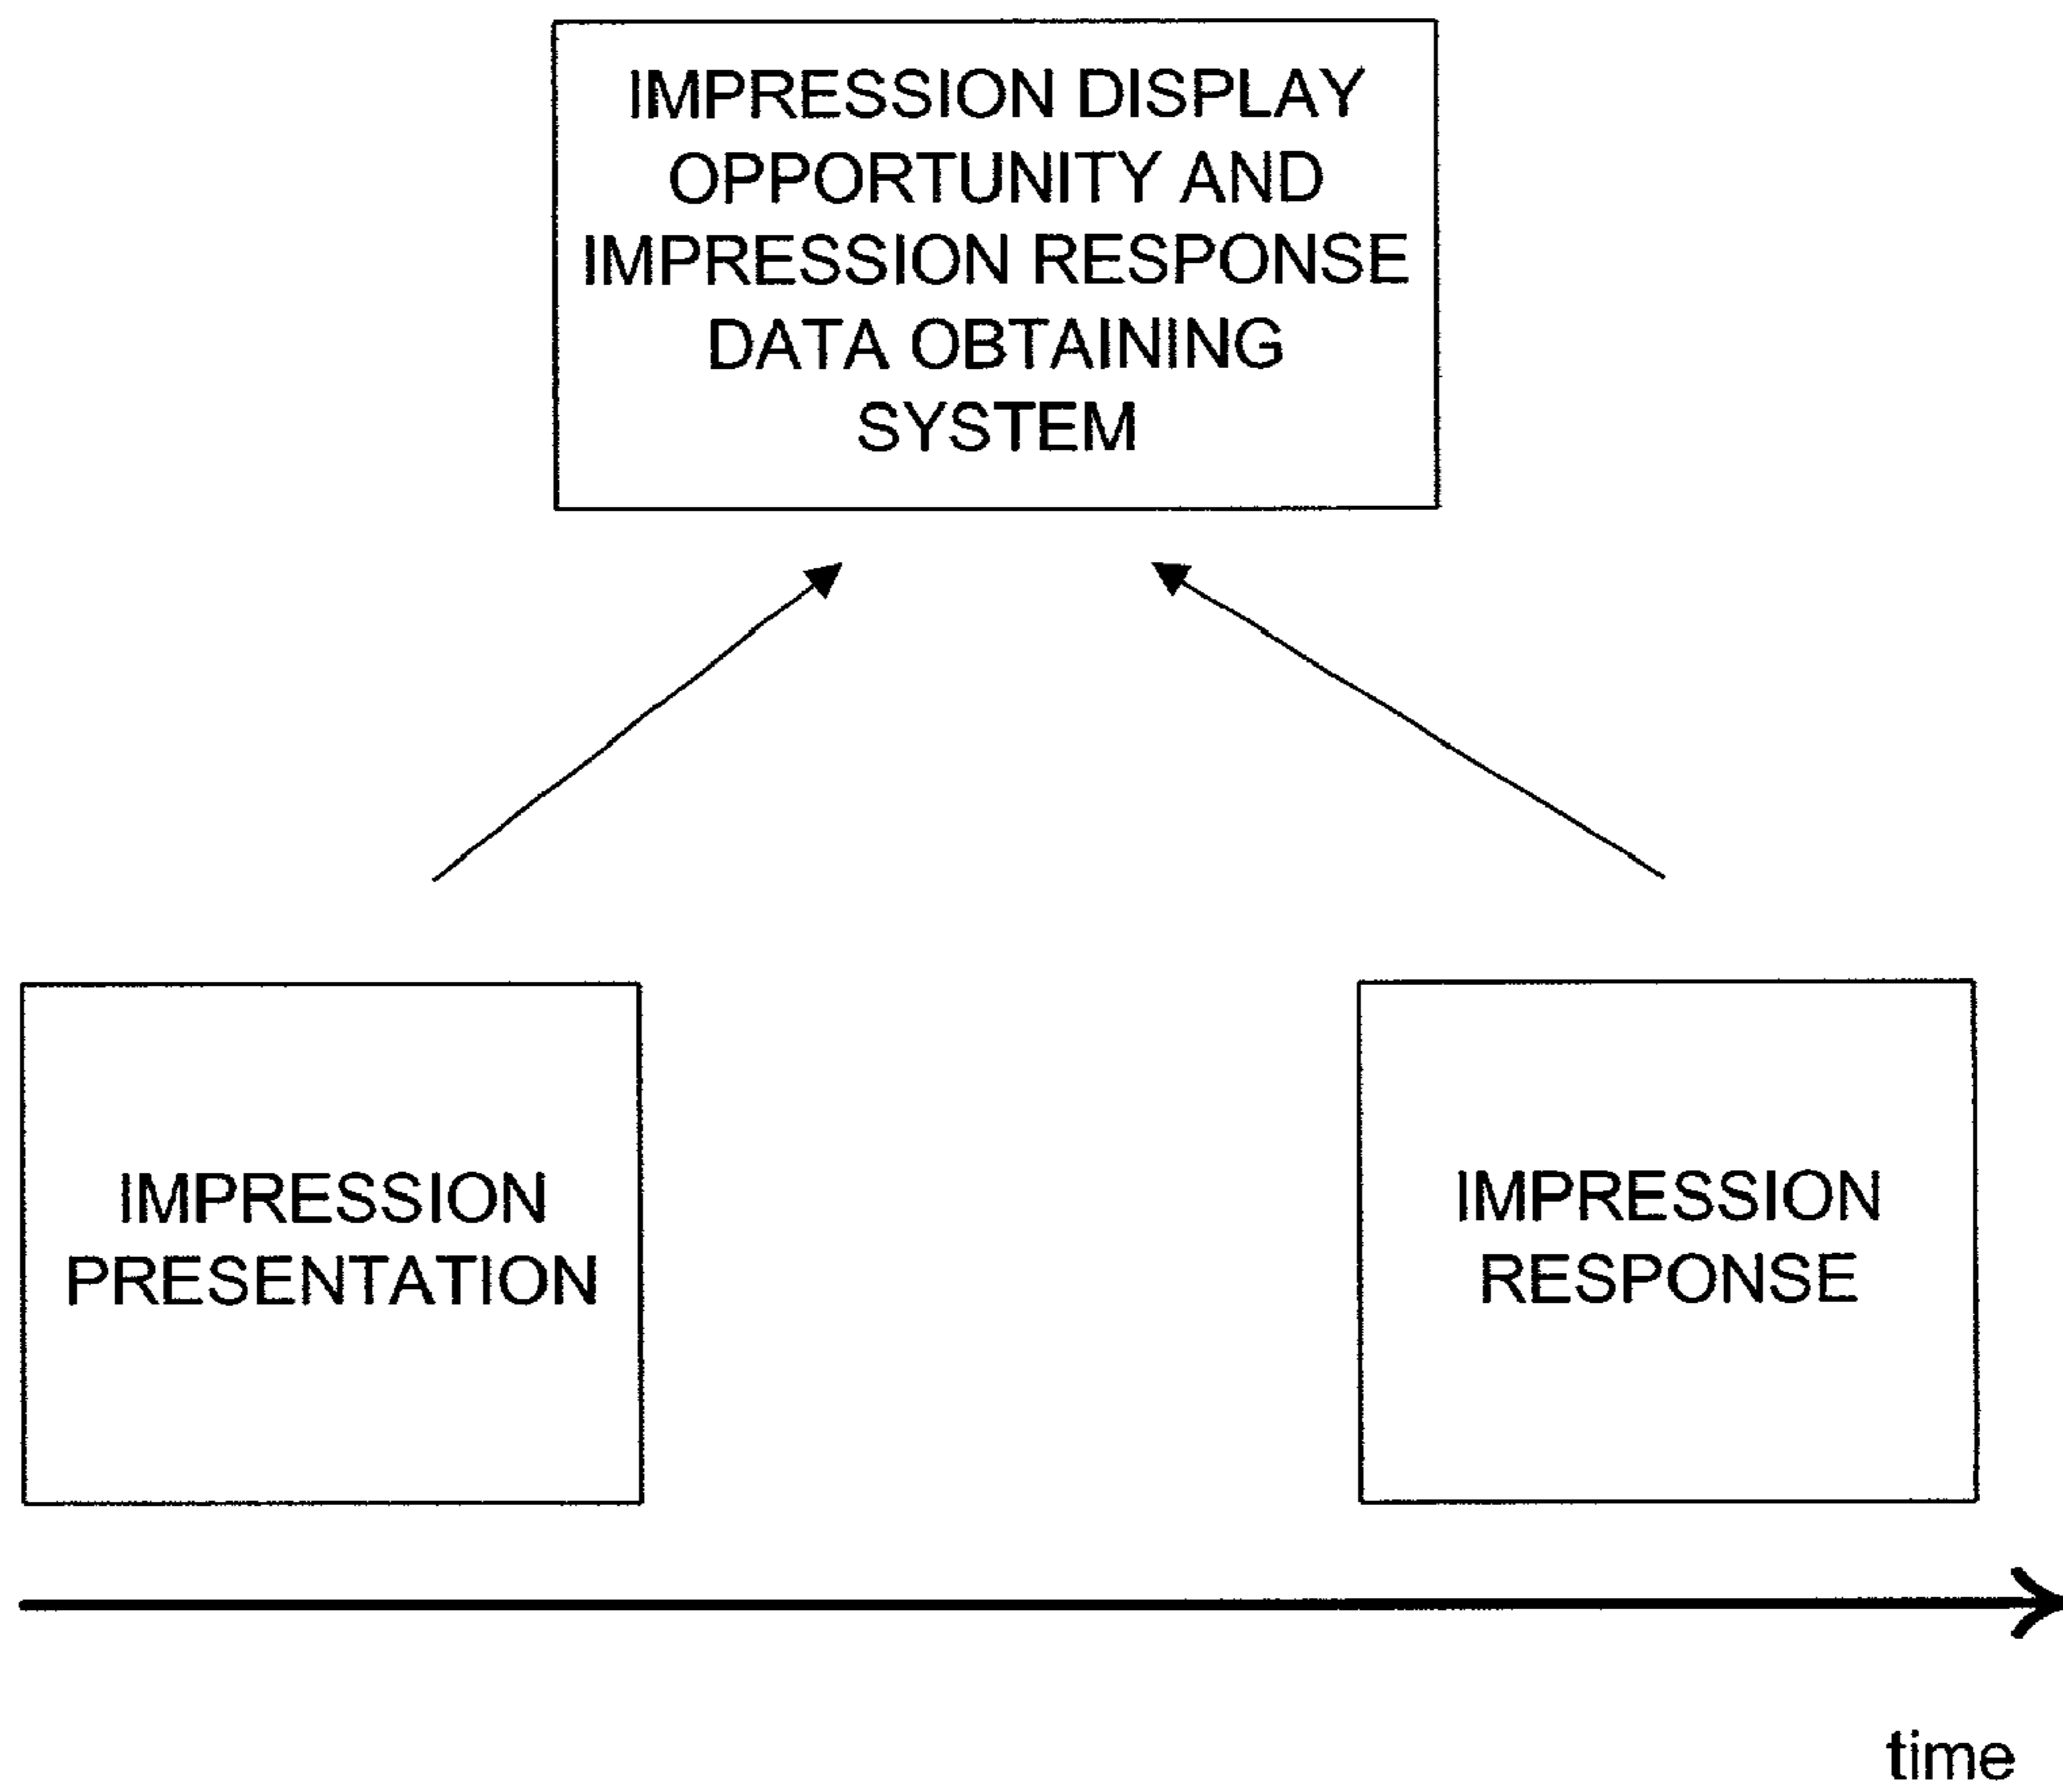 IMPRESSION DISPLAY
OPPORTUNITY AND
IMPRESSION RESPONSE
DATA OBTAINING
SYSTEM
IMPRESSION
PRESENTATION
IMPRESSION
RESPONSE
time